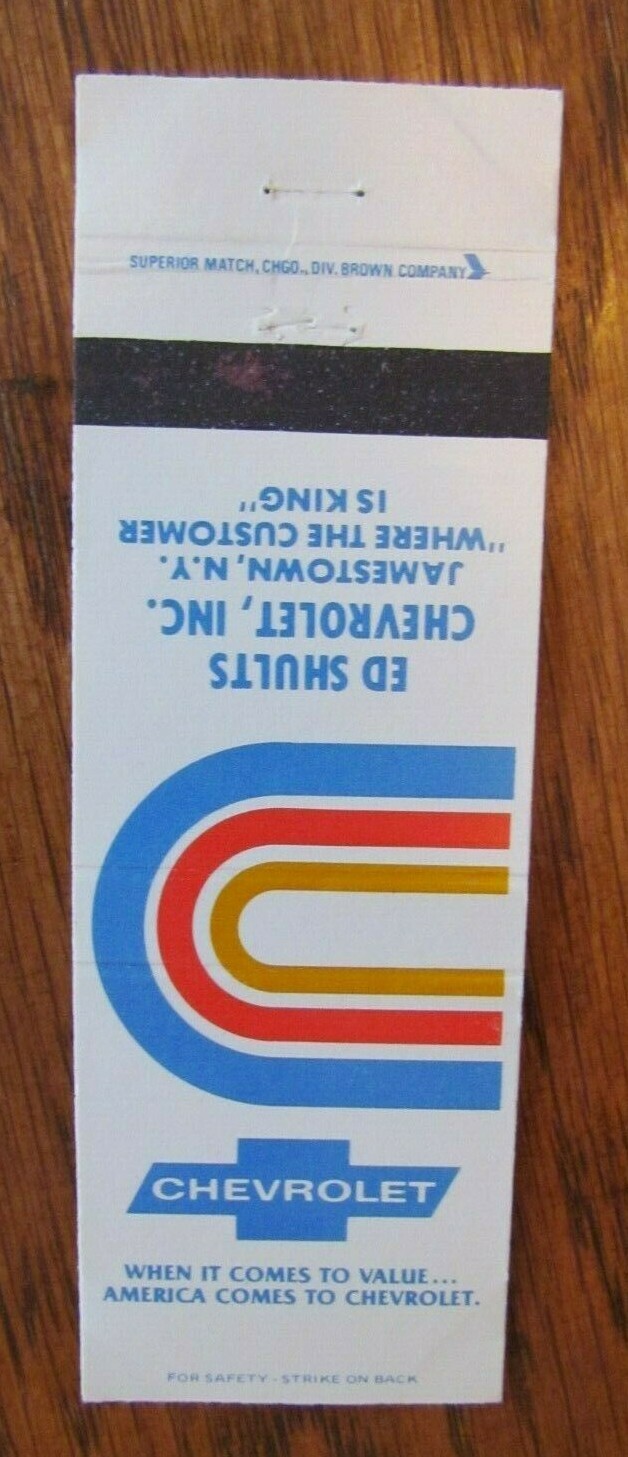 SUPERIOR MATCH, CHGO., DIV. BROWN COMPANY
ED SHULTS
CHEVROLET, INC.
JAMESTOWN, N.Y.
"WHERE THE CUSTOMER
IS KING"
CHEVROLET
WHEN IT COMES TO VALUE...
AMERICA COMES TO CHEVROLET.
FOR SAFETY - STRIKE ON BACK